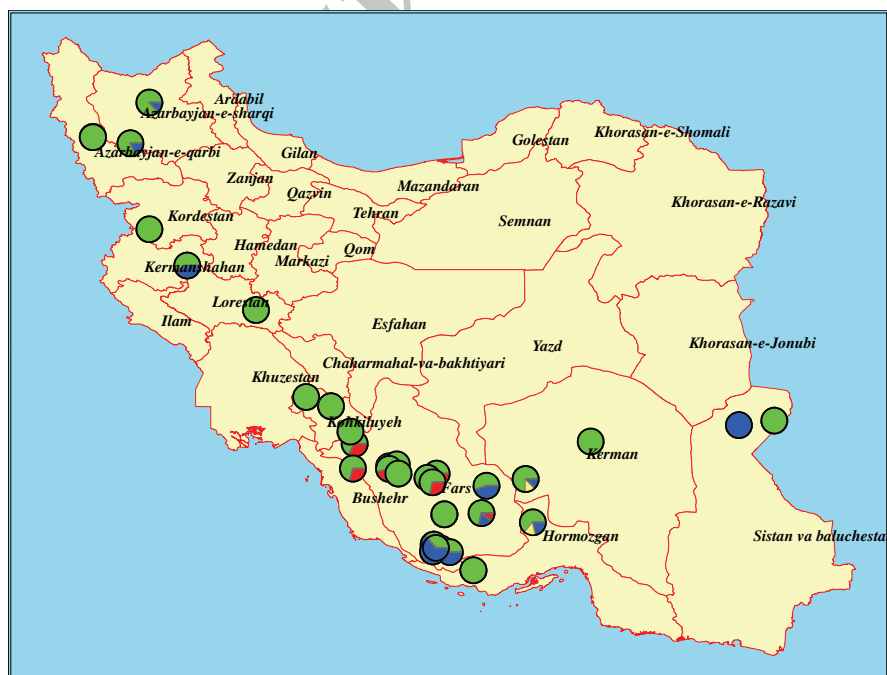 Ardabil
Azarbayjan-e-sharqi
Khorasan-e-Shomali
Golestan
Azarbayjan-e-qarbi
Gilan
Zanjan
Mazandaran
Qazvin
Khorasan-e-Razavi
Tehran
Kordestan
Semnan
Hamedan
Qom
Markazi
Kermanshahan
Lorestan
Ilam
Esfahan
Khorasan-e-Jonubi
Yazd
Chaharmahal-va-bakhtiyari
Khuzestan
Kohkiluyeh
Kerman
Fars
Bushehr
Hormozgan
Sistan va baluchesta